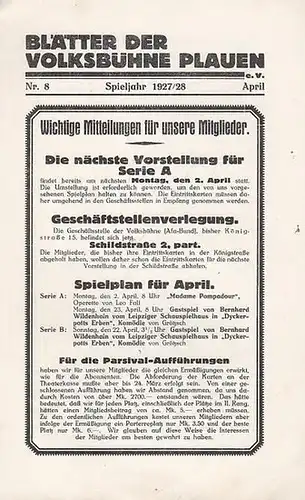 BLÄTTER DER
VOLKSBÜHNE PLAUEN
e.V.
Nr. 8 Spieljahr 1927/28 April
Wichtige Mitteilungen für unsere Mitglieder.
Die nächste Vorstellung für
Serie A
findet bereits am nächsten Montag, den 2. April statt.
Die Umstellung ist erforderlich geworden, um den von uns vorge-
sehenen Spielplan zu erledigen. Die Eintrittskarten müssen da-
her umgehend in den Geschäftsstellen in Empfang genommen werden.
Geschäftstellenverlegung.
Die Geschäftsstelle der Volksbühne (Afa-Bund), bisher König-
straße 15, befindet sich jetzt
Schildstraße 2, part.
Die Mitglieder, die bisher ihre Eintrittskarten in der Königstraße
abgeholt haben, wollen daher schon die Eintrittskarten für die nächste
Vorstellung in der Schildstraße abholen.
Spielplan für April.
Serie A: Montag, den 2. April, 8 Uhr „Madame Pompadour",
Operette von Leo Fall
Montag, den 23. April, 8 Uhr Gastspiel von Bernhard
Wildenhain vom Leipziger Schauspielhaus in „Dycker-
potts Erben", Komödie von Grötzsch
Serie B: Sonntag, den 22. April, 3½ Uhr Gastspiel von Bernhard
Wildenhain vom Leipziger Schauspielhaus in „Dycker-
potts Erben", Komödie von Grötzsch
Für die Parsival-Aufführungen
haben wir für unsere Mitglieder die gleichen Ermäßigungen erwirkt,
wie für die Abonnenten. Die Abforderung der Karten an der
Theaterkasse mußte aber bis 24. März erfolgt sein. Von einer ge-
schlossenen Aufführung haben wir Abstand genommen, da da-
durch Kosten von über Mk. 2700.— entstanden wären. Das hätte
bedeutet, daß wir für jeden Platz, einschließlich der Plätze im II. Rang,
hätten einen Mitgliedsbeitrag von ca. Mk. 5.— erheben müssen.
Zu den ordentlichen Aufführungen kostet unseren Mitgliedern aber
infolge der Ermäßigung ein Parterreplatz nur Mk. 3.50 und der beste
Platz nur Mk. 6.—. Wir glauben auf diese Weise die Interessen
der Mitglieder am besten gewahrt zu haben.